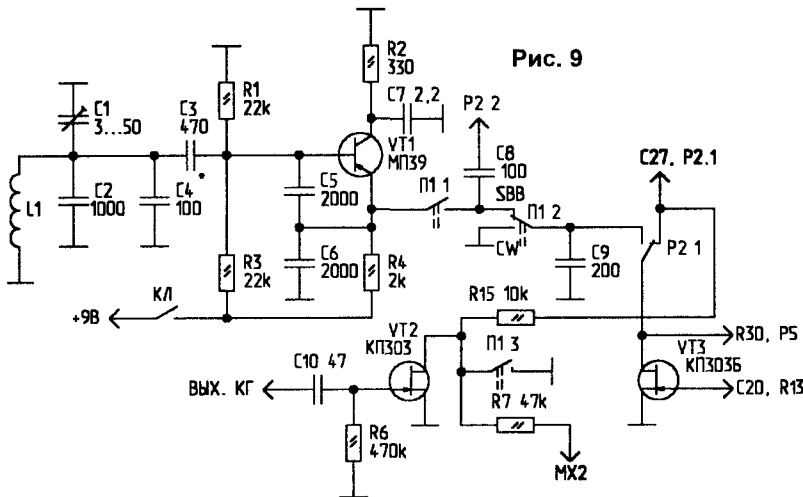 Рис. 9
R2
330
C7 2,2
P2 2
C1
3...50
C3
470
*
R1
22k
VT1
МП39
C8
100
C27, P2.1
L1
C2
1000
C4
100
C5
2000
П1 1
SBB
П1 2
CW
C9
200
P2 1
R3
22k
C6
2000
R4
2k
R15 10k
+9В
КЛ
VT2
КП303
П1 3
R30, P5
VT3
КП303Б
C10 47
ВЫХ. КГ
R7 47k
C20, R13
R6
470k
MX2